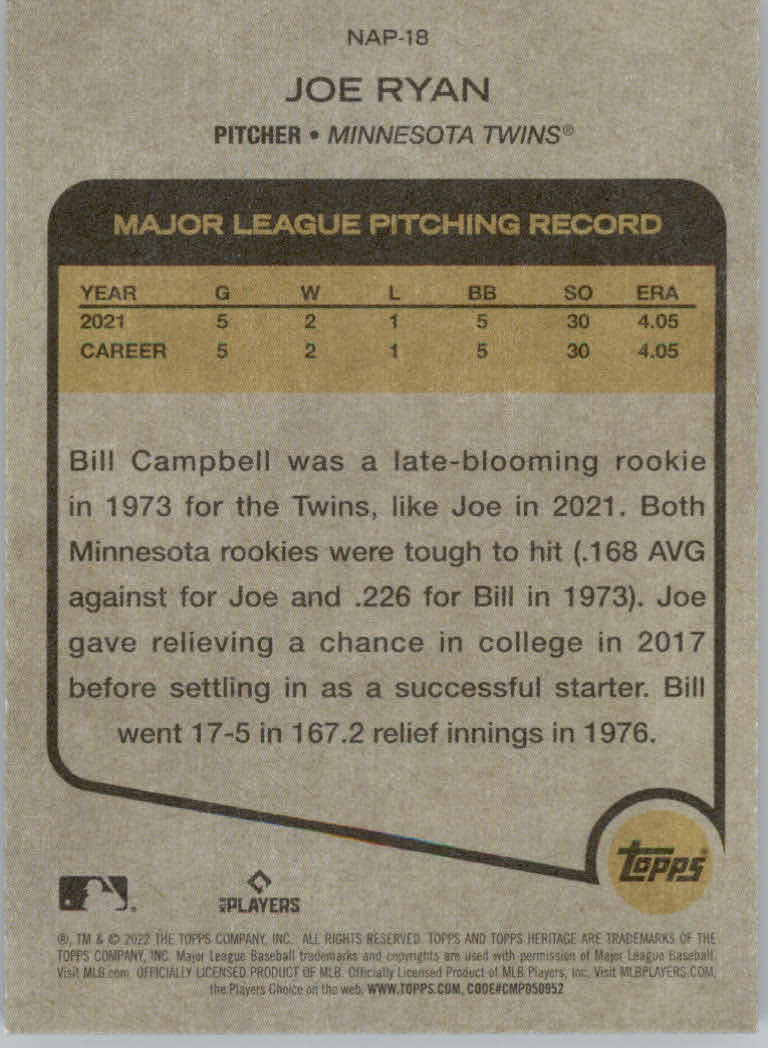 NAP-18
JOE RYAN
PITCHER • MINNESOTA TWINS®
MAJOR LEAGUE PITCHING RECORD
YEAR G W L BB SO ERA
2021 5 2 1 5 30 4.05
CAREER 5 2 1 5 30 4.05
Bill Campbell was a late-blooming rookie
in 1973 for the Twins, like Joe in 2021. Both
Minnesota rookies were tough to hit (.168 AVG
against for Joe and .226 for Bill in 1973). Joe
gave relieving a chance in college in 2017
before settling in as a successful starter. Bill
went 17-5 in 167.2 relief innings in 1976.
Topps®
PLAYERS
®, TM & © 2022 THE TOPPS COMPANY, INC. ALL RIGHTS RESERVED. TOPPS AND TOPPS HERITAGE ARE TRADEMARKS OF THE
TOPPS COMPANY, INC. Major League Baseball trademarks and copyrights are used with permission of Major League Baseball.
Visit MLB.com. OFFICIALLY LICENSED PRODUCT OF MLB. Officially Licensed Product of MLB Players, Inc. Visit MLBPLAYERS.COM,
the Players Choice on the web. WWW.TOPPS.COM, CODE#CMP050952